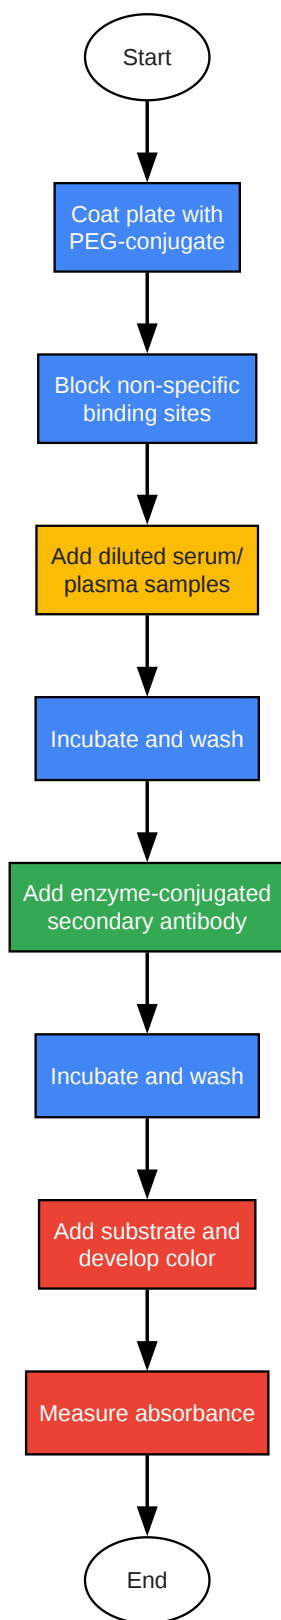 Start
Coat plate with
PEG-conjugate
Block non-specific
binding sites
Add diluted serum/
plasma samples
Incubate and wash
Add enzyme-conjugated
secondary antibody
Incubate and wash
Add substrate and
develop color
Measure absorbance
End